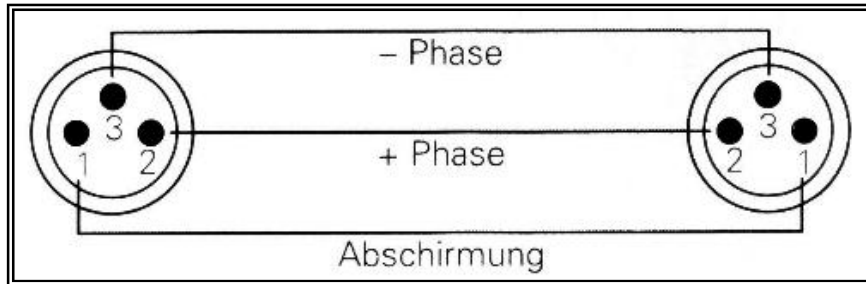 – Phase
3 3
1 2 2 1
+ Phase
Abschirmung